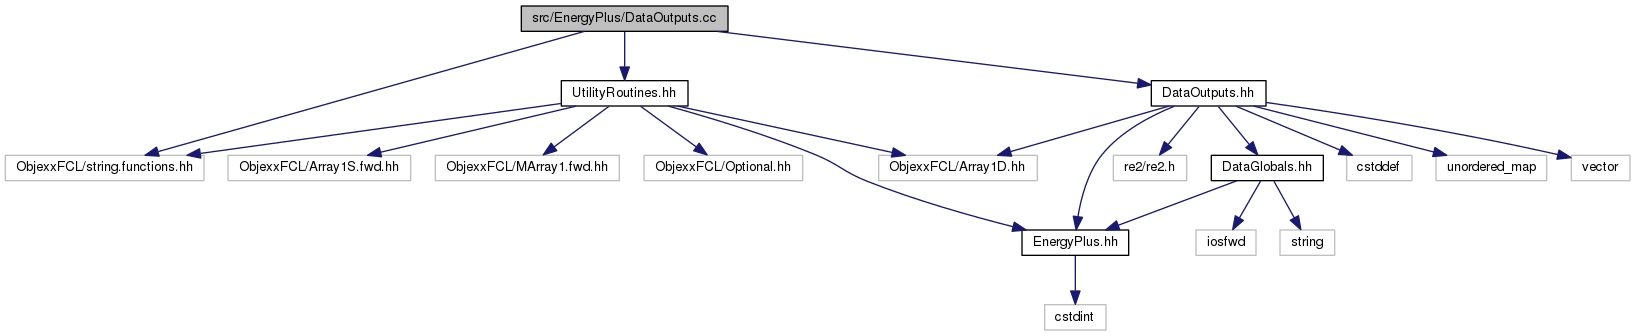 src/EnergyPlus/DataOutputs.cc
UtilityRoutines.hh
DataOutputs.hh
ObjexxFCL/string.functions.hh
ObjexxFCL/Array1S.fwd.hh
ObjexxFCL/MArray1.fwd.hh
ObjexxFCL/Optional.hh
ObjexxFCL/Array1D.hh
re2/re2.h
DataGlobals.hh
cstddef
unordered_map
vector
EnergyPlus.hh
iosfwd
string
cstdint